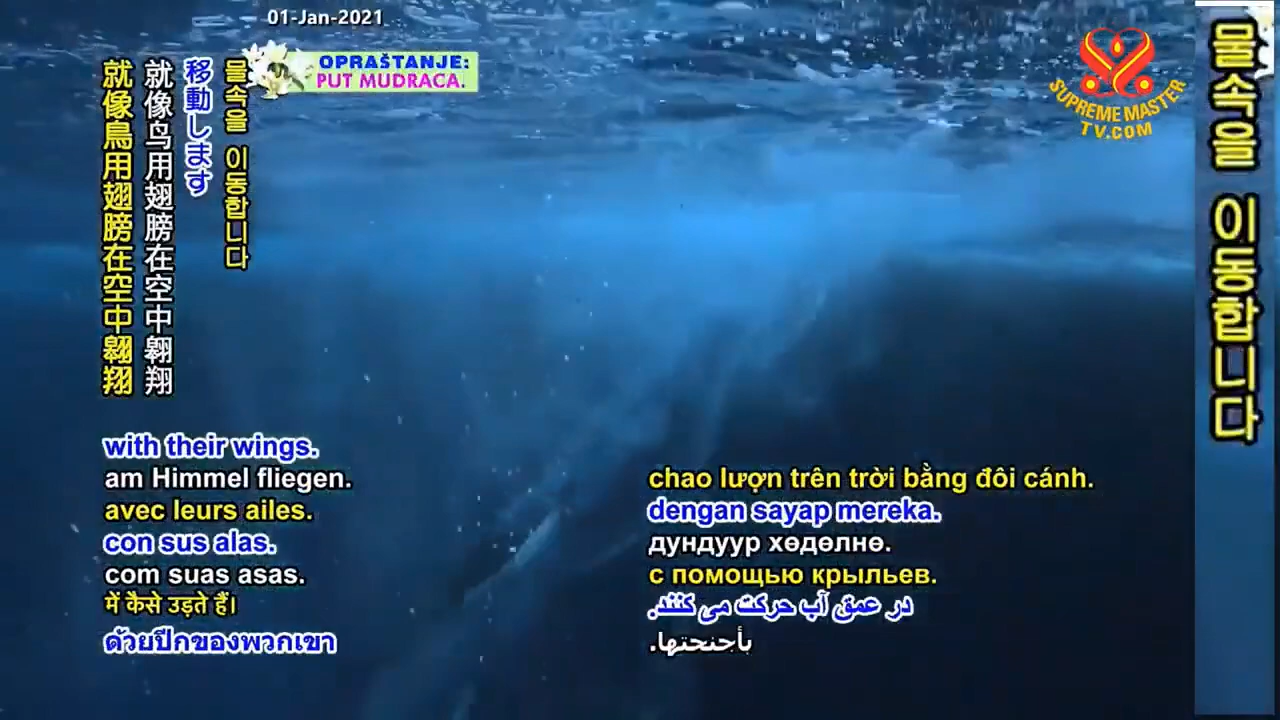 01-Jan-2021
OPRAŠTANJE:
PUT MUDRACA.
SUPREME MASTER
TV.COM
물속을 이동합니다
물속을 이동합니다
移動します
就像鸟用翅膀在空中翱翔
就像鳥用翅膀在空中翱翔
with their wings.
am Himmel fliegen.
avec leurs ailes.
con sus alas.
com suas asas.
में कैसे उड़ते हैं।
ด้วยปีกของพวกเขา
chao lượn trên trời bằng đôi cánh.
dengan sayap mereka.
дундуур хөдөлнө.
с помощью крыльев.
در عمق آب حرکت می کنند.
بأجنحتها.